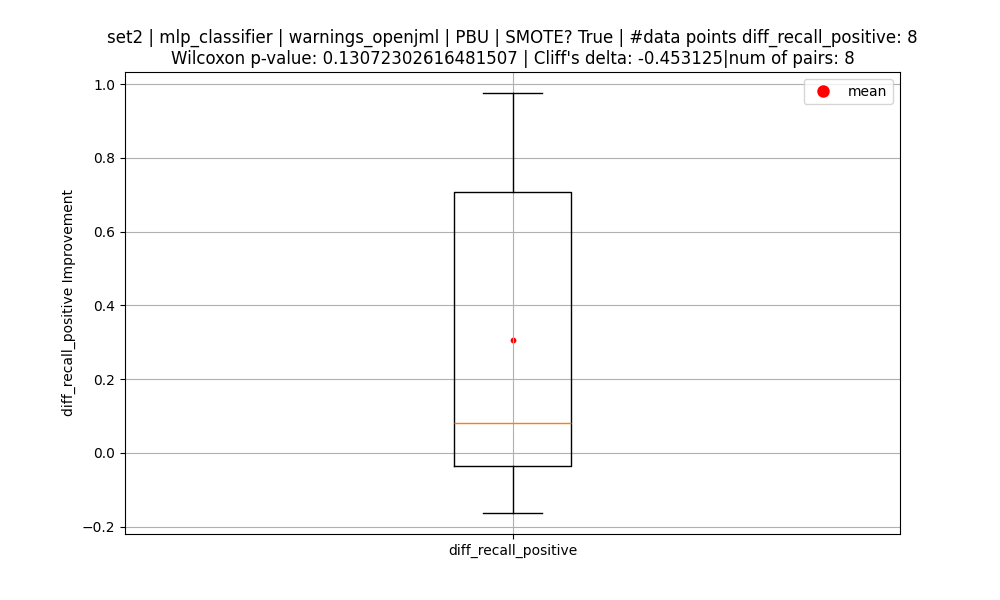 set2 | mlp_classifier | warnings_openjml | PBU | SMOTE? True | #data points diff_recall_positive: 8
Wilcoxon p-value: 0.13072302616481507 | Cliff's delta: -0.453125|num of pairs: 8
mean
1.0
0.8
0.6
0.4
0.2
0.0
−0.2
diff_recall_positive Improvement
diff_recall_positive